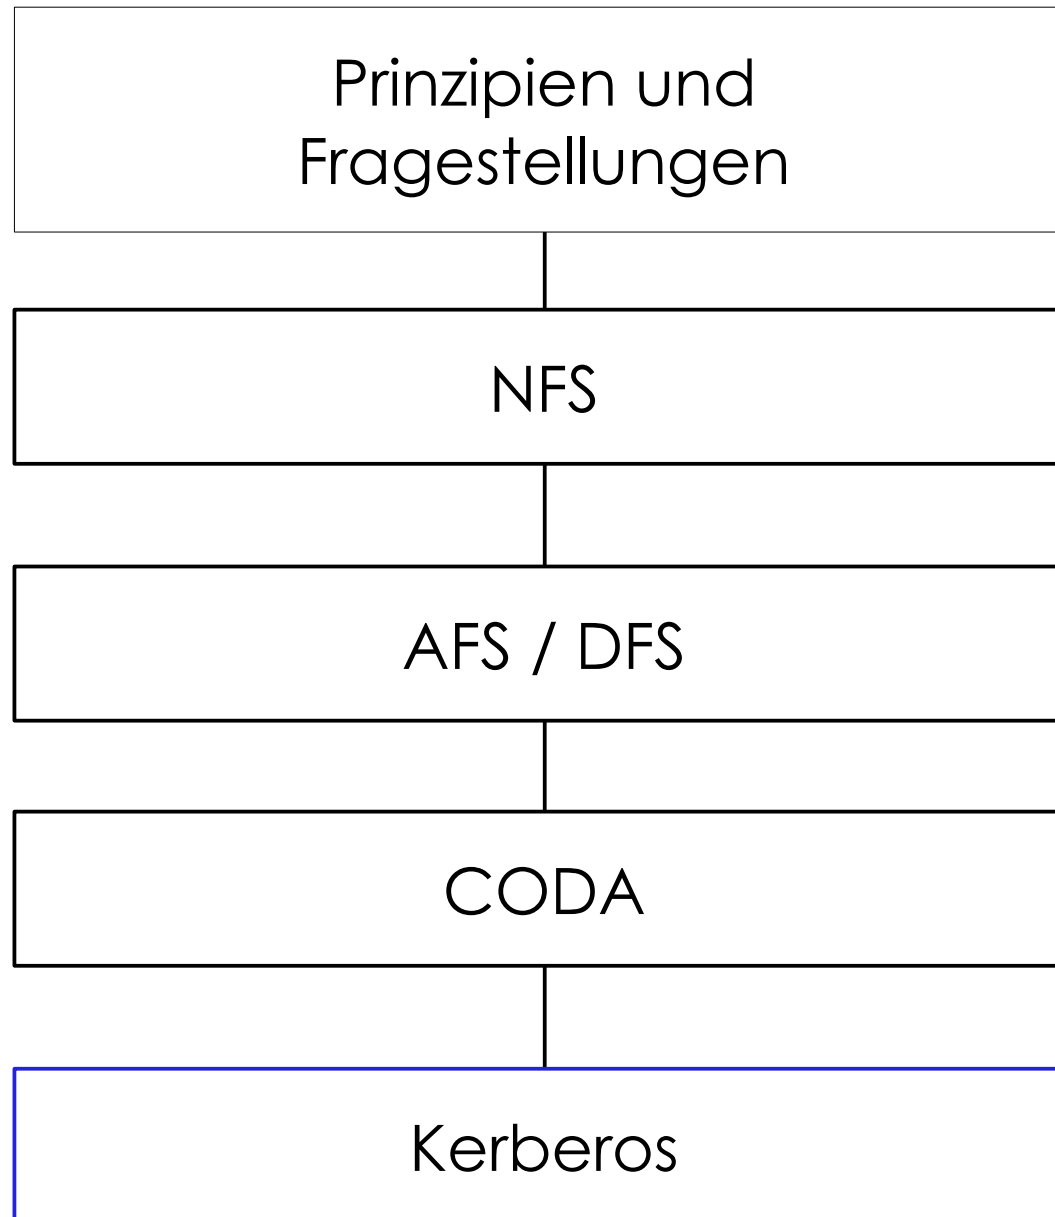 Prinzipien und
Fragestellungen
NFS
AFS / DFS
CODA
Kerberos